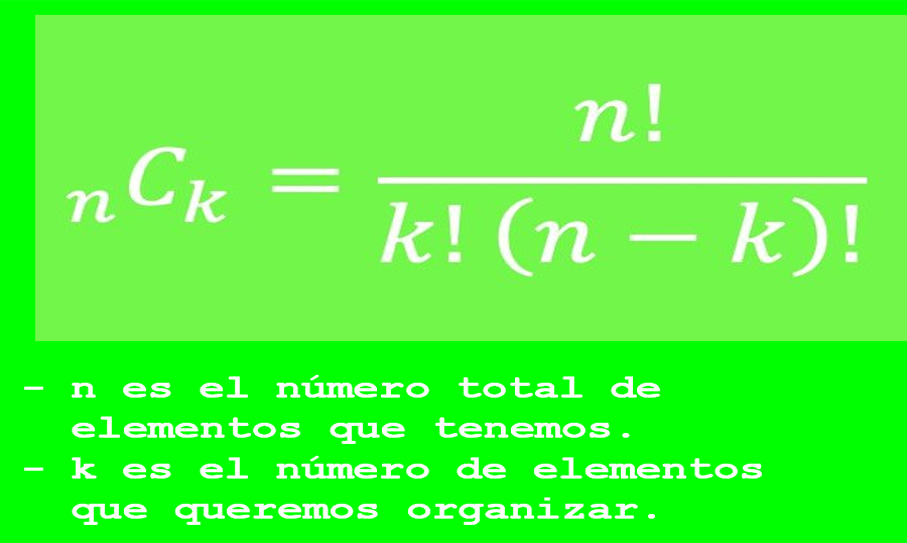 nCk = n! / k! (n − k)!
- n es el número total de
elementos que tenemos.
- k es el número de elementos
que queremos organizar.